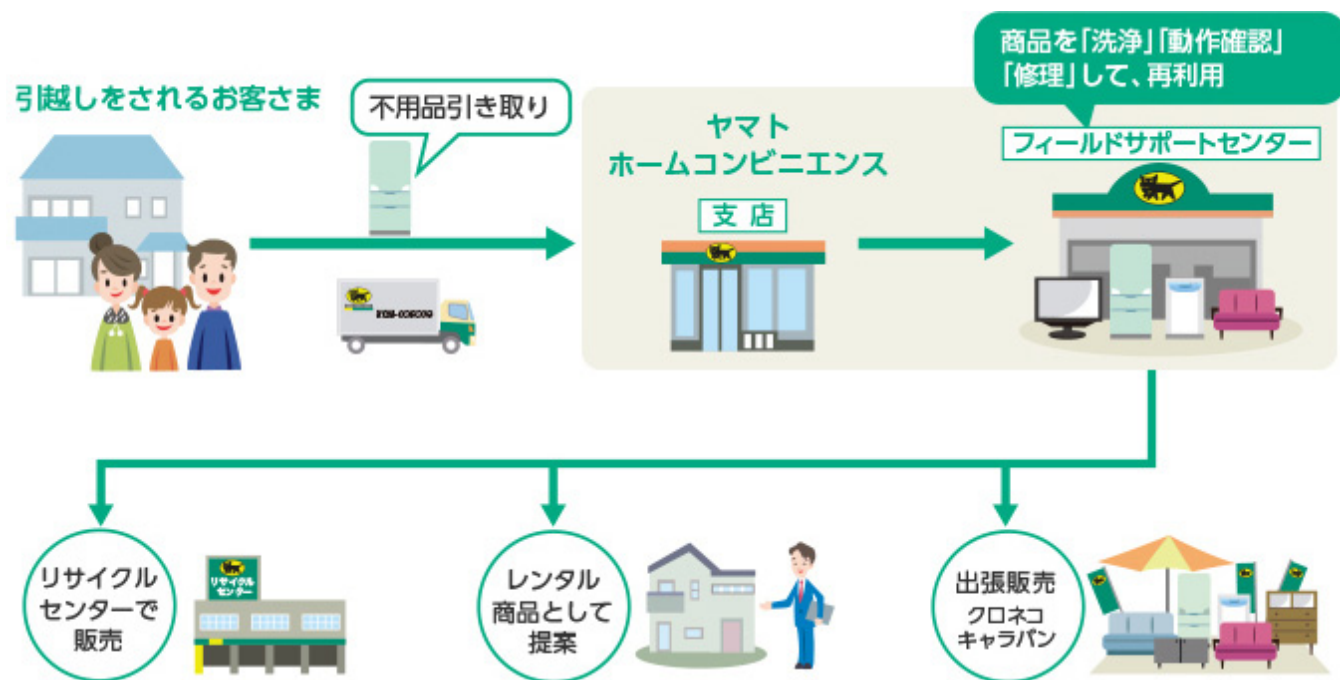 引越しをされるお客さま
不用品引き取り
ヤマト
ホームコンビニエンス
支店
商品を「洗浄」「動作確認」
「修理」して、再利用
フィールドサポートセンター
リサイクル
センターで
販売
リサイクル
センター
レンタル
商品として
提案
出張販売
クロネコ
キャラバン